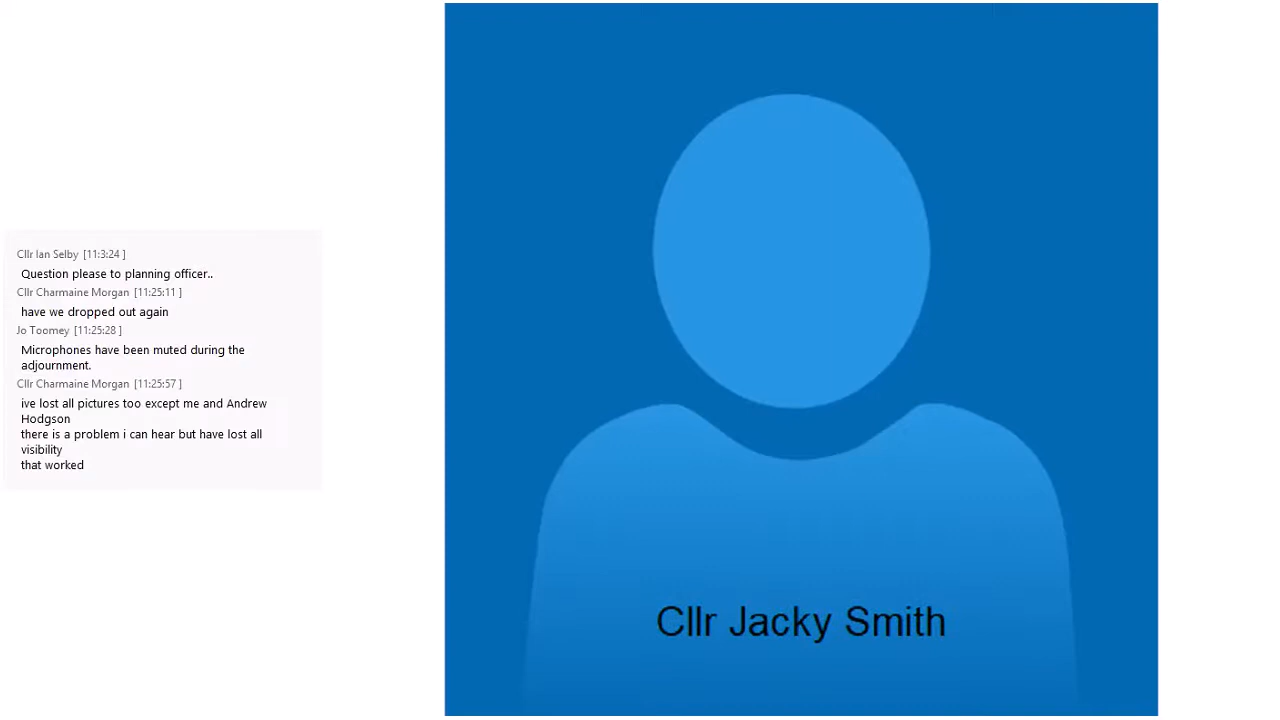 Cllr Ian Selby [11:3:24 ]
Question please to planning officer..
Cllr Charmaine Morgan [11:25:11 ]
have we dropped out again
Jo Toomey [11:25:28 ]
Microphones have been muted during the
adjournment.
Cllr Charmaine Morgan [11:25:57 ]
ive lost all pictures too except me and Andrew
Hodgson
there is a problem i can hear but have lost all
visibility
that worked
Cllr Jacky Smith